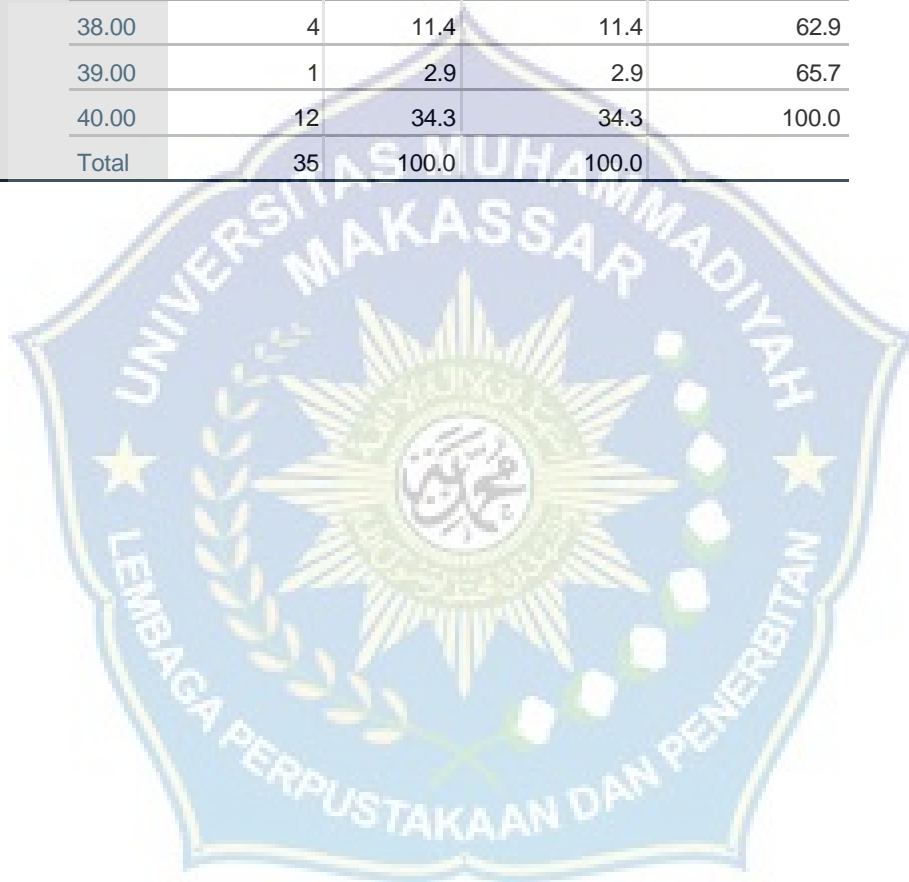 38.00 4 11.4 11.4 62.9
39.00 1 2.9 2.9 65.7
40.00 12 34.3 34.3 100.0
Total 35 100.0 100.0
UNIVERSITAS MUHAMMADIYAH
MAKASSAR
محمدية
LEMBAGA PERPUSTAKAAN DAN PENERBITAN